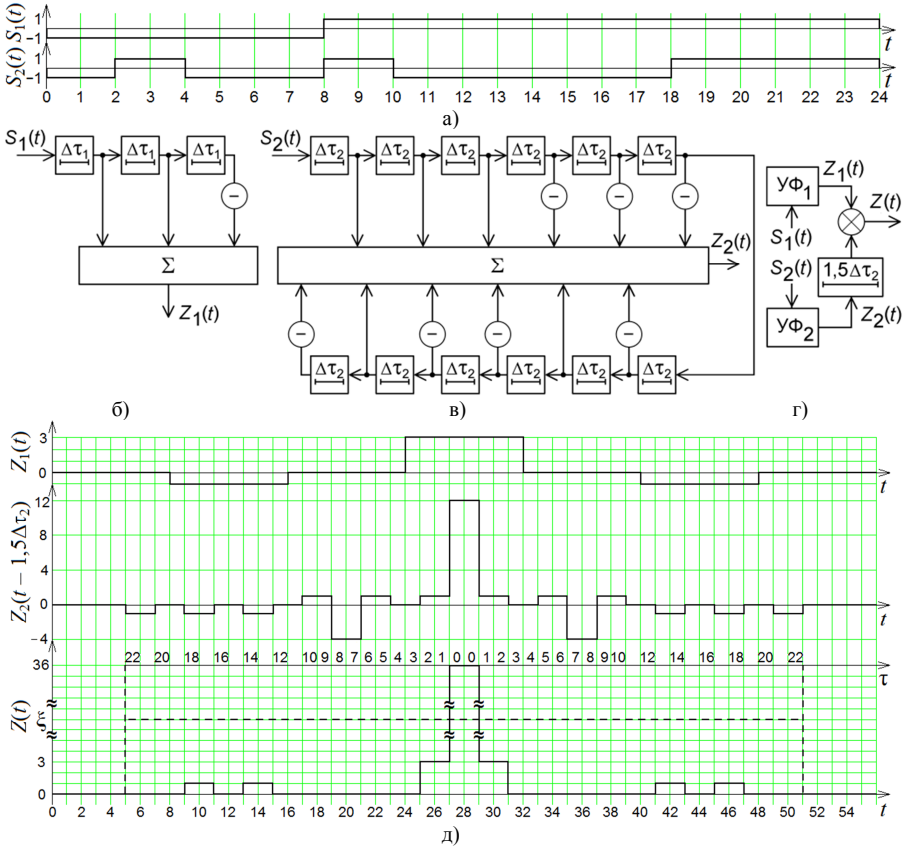 S₁(t) 1 −1 t
S₂(t) 1 −1 t
0 1 2 3 4 5 6 7 8 9 10 11 12 13 14 15 16 17 18 19 20 21 22 23 24
а)
S₁(t) Δτ₁ Δτ₁ Δτ₁
−
Σ
Z₁(t)
б)
S₂(t) Δτ₂ Δτ₂ Δτ₂ Δτ₂ Δτ₂ Δτ₂
− − −
Σ Z₂(t)
− − − −
Δτ₂ Δτ₂ Δτ₂ Δτ₂ Δτ₂ Δτ₂
в)
УФ₁ Z₁(t)
S₁(t) Z(t)
S₂(t) 1,5Δτ₂
УФ₂ Z₂(t)
г)
Z₁(t) 3 0 t
Z₂(t − 1,5Δτ₂) 12 8 4 0 −4 t
22 20 18 16 14 12 10 9 8 7 6 5 4 3 2 1 0 0 1 2 3 4 5 6 7 8 9 10 12 14 16 18 20 22
Z(t) 36 τ
ξ
3
0 t
0 2 4 6 8 10 12 14 16 18 20 22 24 26 28 30 32 34 36 38 40 42 44 46 48 50 52 54
д)